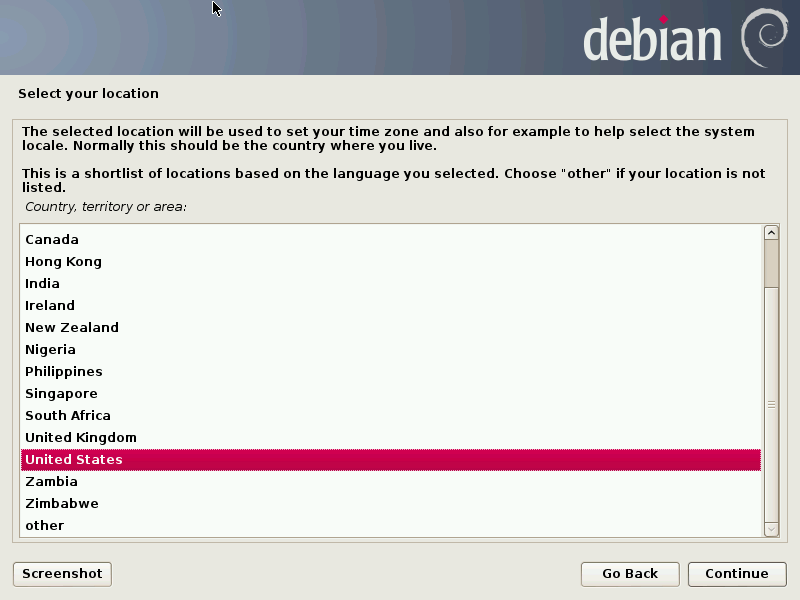 debian
Select your location
The selected location will be used to set your time zone and also for example to help select the system
locale. Normally this should be the country where you live.
This is a shortlist of locations based on the language you selected. Choose "other" if your location is not
listed.
Country, territory or area:
Canada
Hong Kong
India
Ireland
New Zealand
Nigeria
Philippines
Singapore
South Africa
United Kingdom
United States
Zambia
Zimbabwe
other
Screenshot
Go Back
Continue